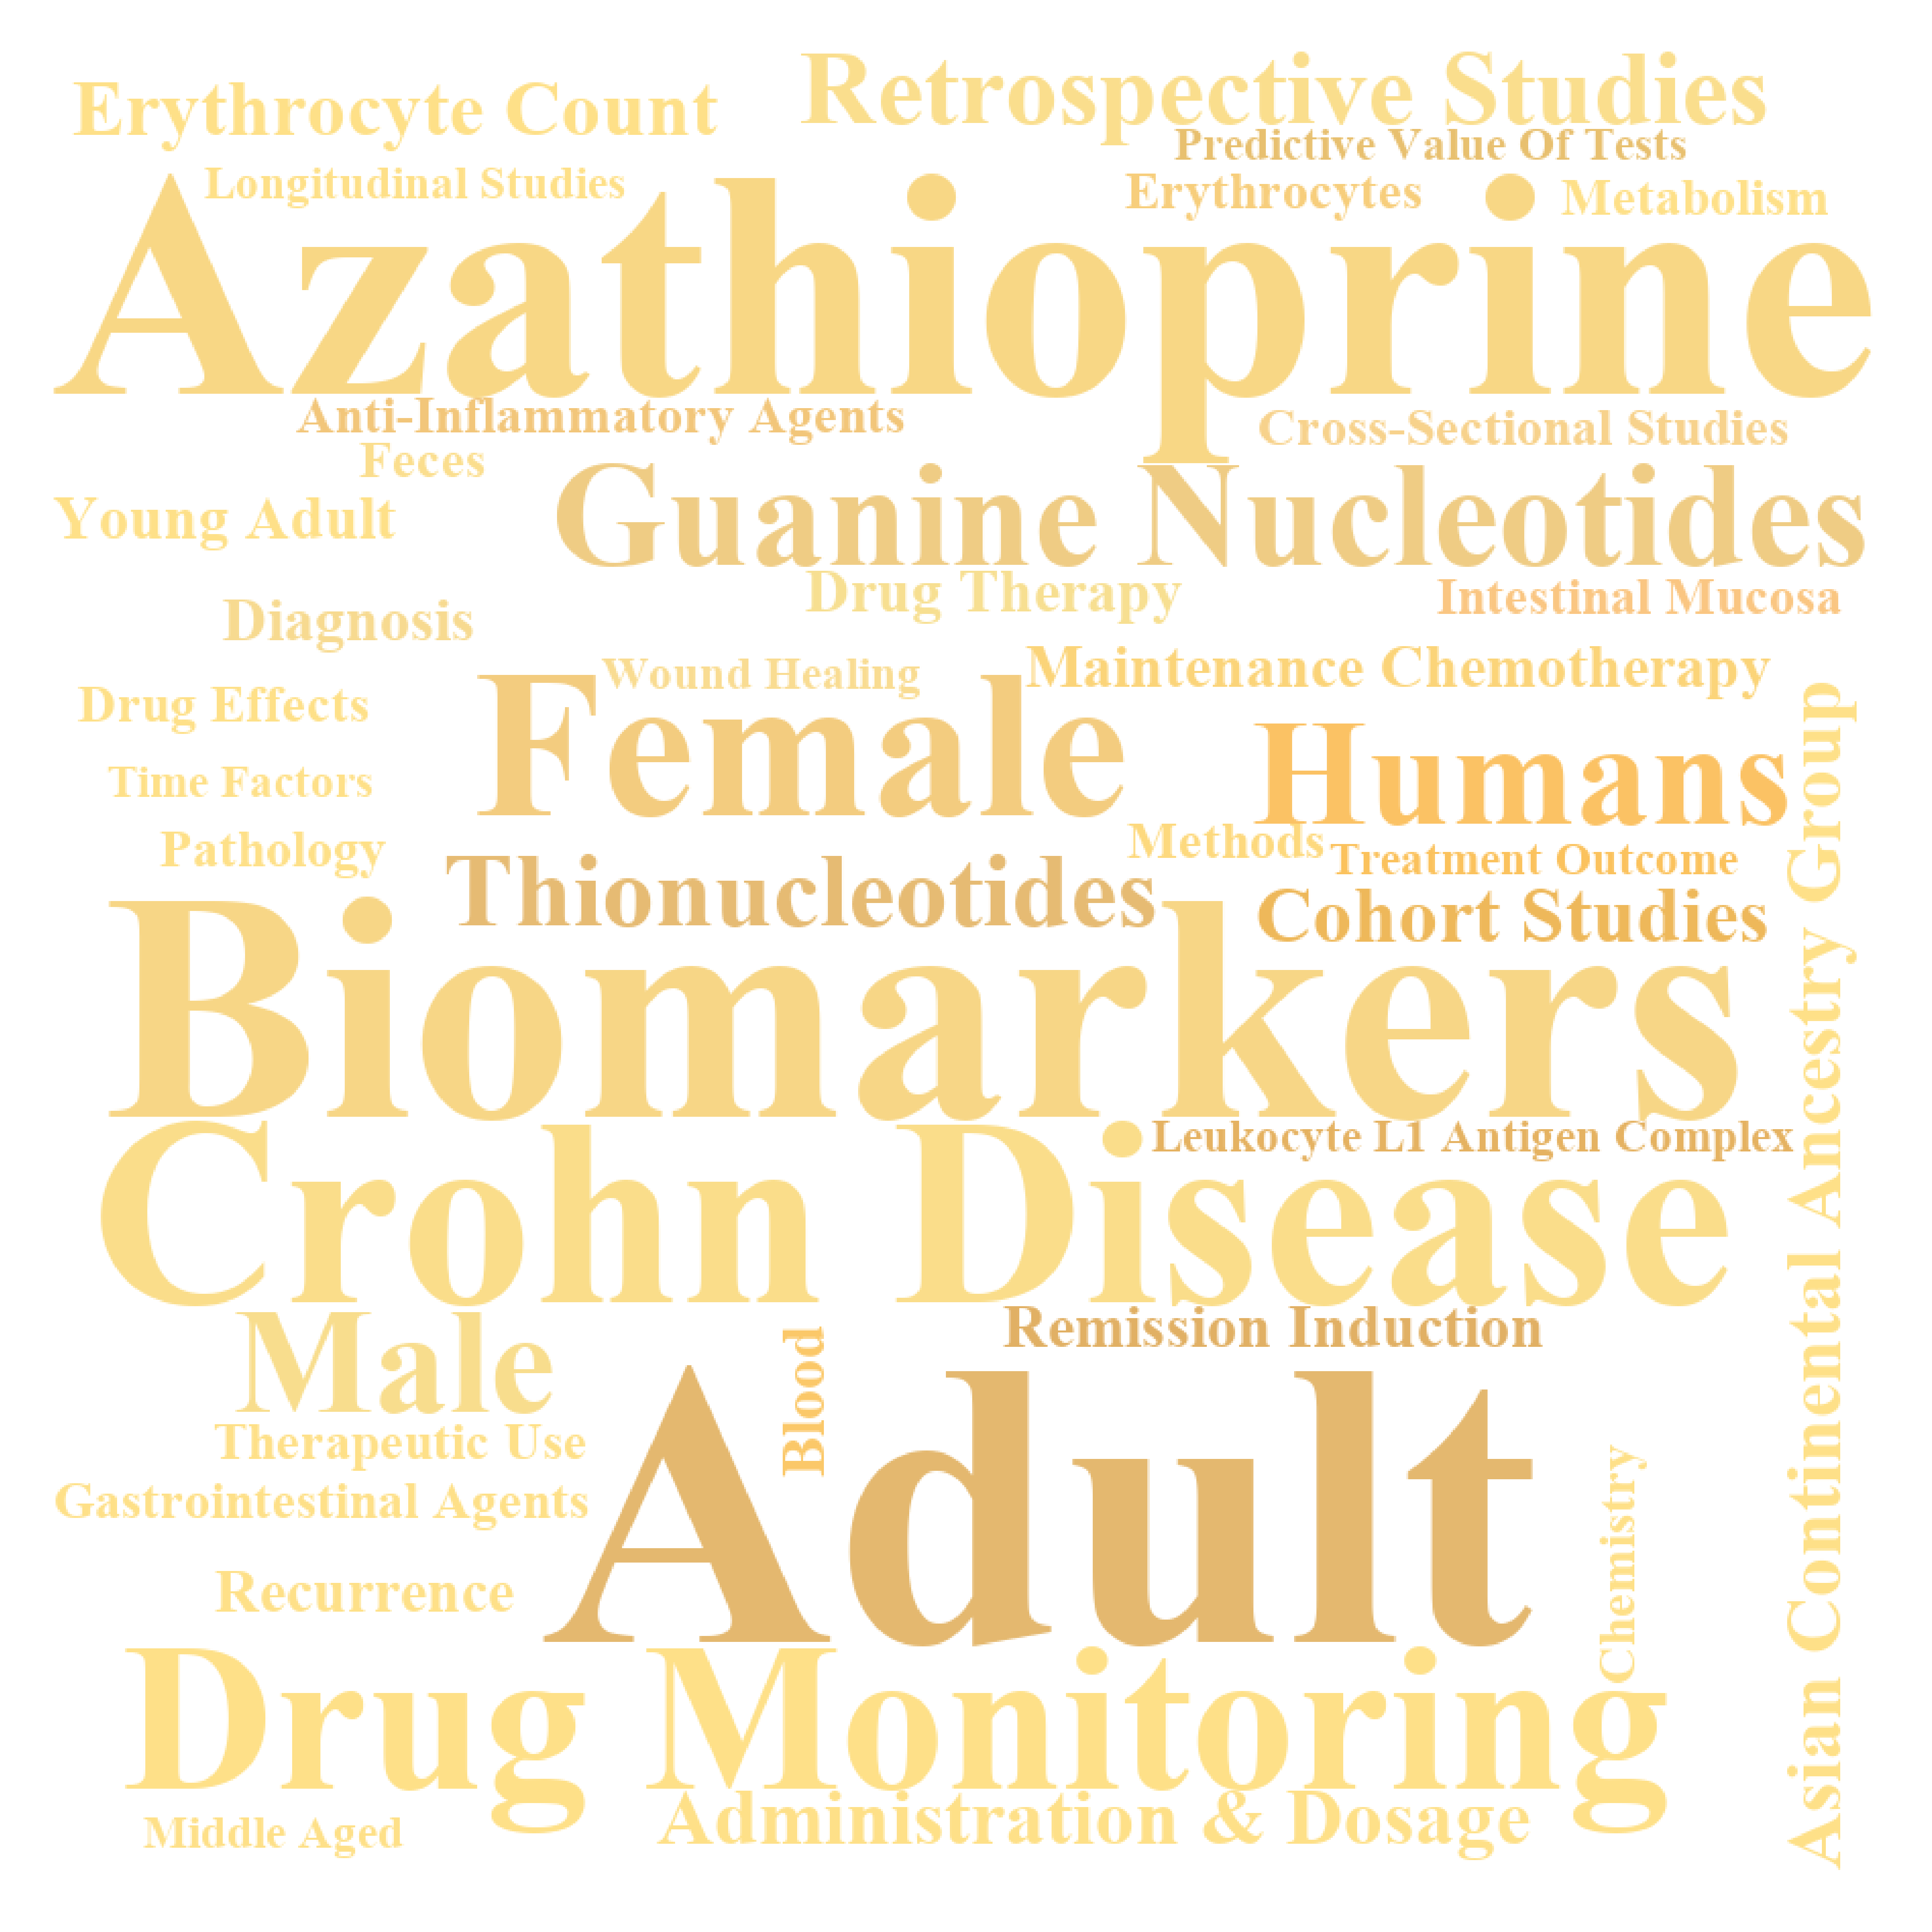 Retrospective Studies
Erythrocyte Count
Predictive Value Of Tests
Longitudinal Studies
Erythrocytes
Metabolism
Azathioprine
Anti-Inflammatory Agents
Cross-Sectional Studies
Feces
Young Adult
Guanine Nucleotides
Drug Therapy
Intestinal Mucosa
Diagnosis
Wound Healing
Maintenance Chemotherapy
Drug Effects
Female
Humans
Time Factors
Methods
Pathology
Treatment Outcome
Thionucleotides
Cohort Studies
Biomarkers
Leukocyte L1 Antigen Complex
Crohn Disease
Asian Continental Ancestry Group
Remission Induction
Male
Blood
Therapeutic Use
Gastrointestinal Agents
Adult
Chemistry
Recurrence
Drug Monitoring
Administration & Dosage
Middle Aged